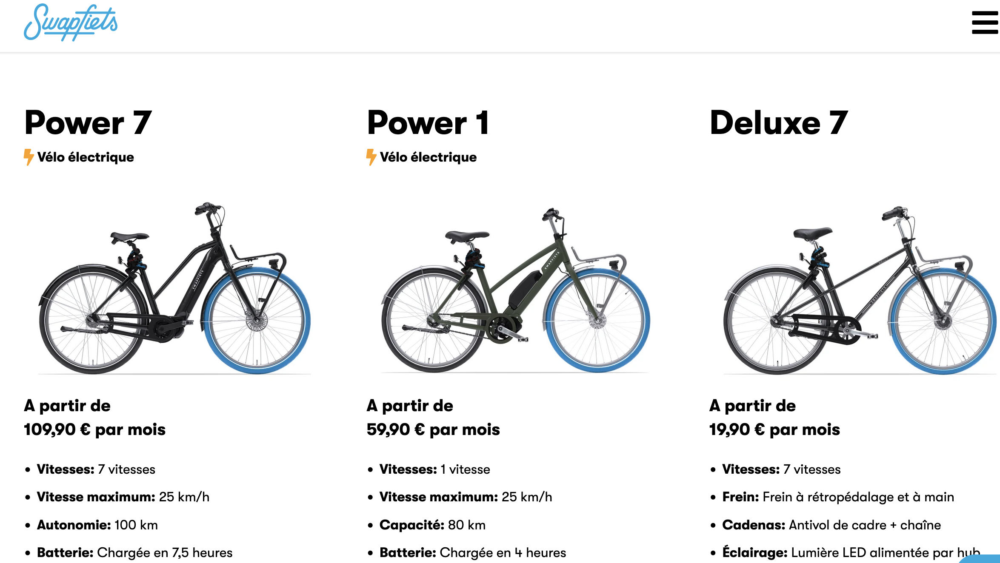 Swapfiets
Power 7
Vélo électrique
SWAPFIETS
A partir de
109,90 € par mois
• Vitesses: 7 vitesses
• Vitesse maximum: 25 km/h
• Autonomie: 100 km
• Batterie: Chargée en 7,5 heures
Power 1
Vélo électrique
SWAPFIETS
A partir de
59,90 € par mois
• Vitesses: 1 vitesse
• Vitesse maximum: 25 km/h
• Capacité: 80 km
• Batterie: Chargée en 4 heures
Deluxe 7
SWAPFIETS
A partir de
19,90 € par mois
• Vitesses: 7 vitesses
• Frein: Frein à rétropédalage et à main
• Cadenas: Antivol de cadre + chaîne
• Éclairage: Lumière LED alimentée par hub